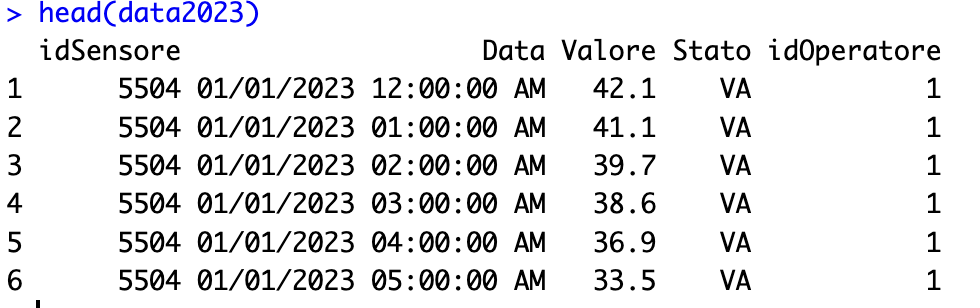 > head(data2023)
idSensore Data Valore Stato idOperatore
1 5504 01/01/2023 12:00:00 AM 42.1 VA 1
2 5504 01/01/2023 01:00:00 AM 41.1 VA 1
3 5504 01/01/2023 02:00:00 AM 39.7 VA 1
4 5504 01/01/2023 03:00:00 AM 38.6 VA 1
5 5504 01/01/2023 04:00:00 AM 36.9 VA 1
6 5504 01/01/2023 05:00:00 AM 33.5 VA 1